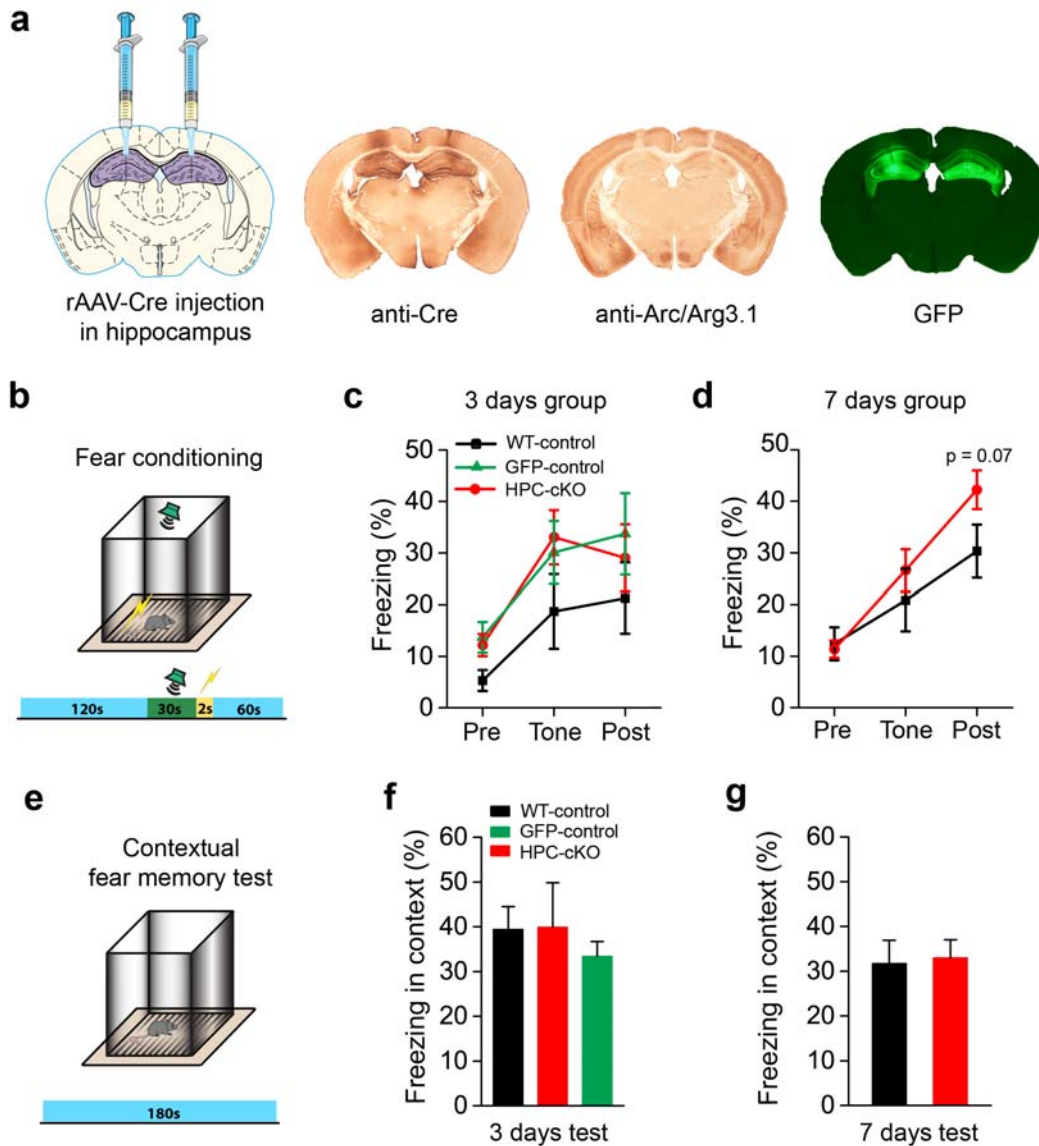 a
rAAV-Cre injection
in hippocampus
anti-Cre
anti-Arc/Arg3.1
GFP
b
Fear conditioning
120s
30s
2s
60s
c
3 days group
WT-control
GFP-control
HPC-cKO
Freezing (%)
50
40
30
20
10
0
Pre
Tone
Post
d
7 days group
p = 0.07
Freezing (%)
50
40
30
20
10
0
Pre
Tone
Post
e
Contextual
fear memory test
180s
f
WT-control
GFP-control
HPC-cKO
Freezing in context (%)
60
50
40
30
20
10
0
3 days test
g
Freezing in context (%)
60
50
40
30
20
10
0
7 days test